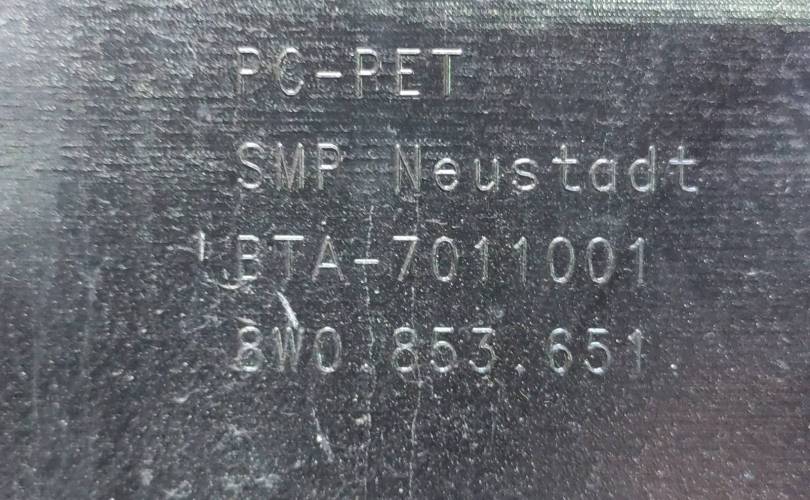 PC-PET
SMP Neustadt
BTA-7011001
8W0.853.651.